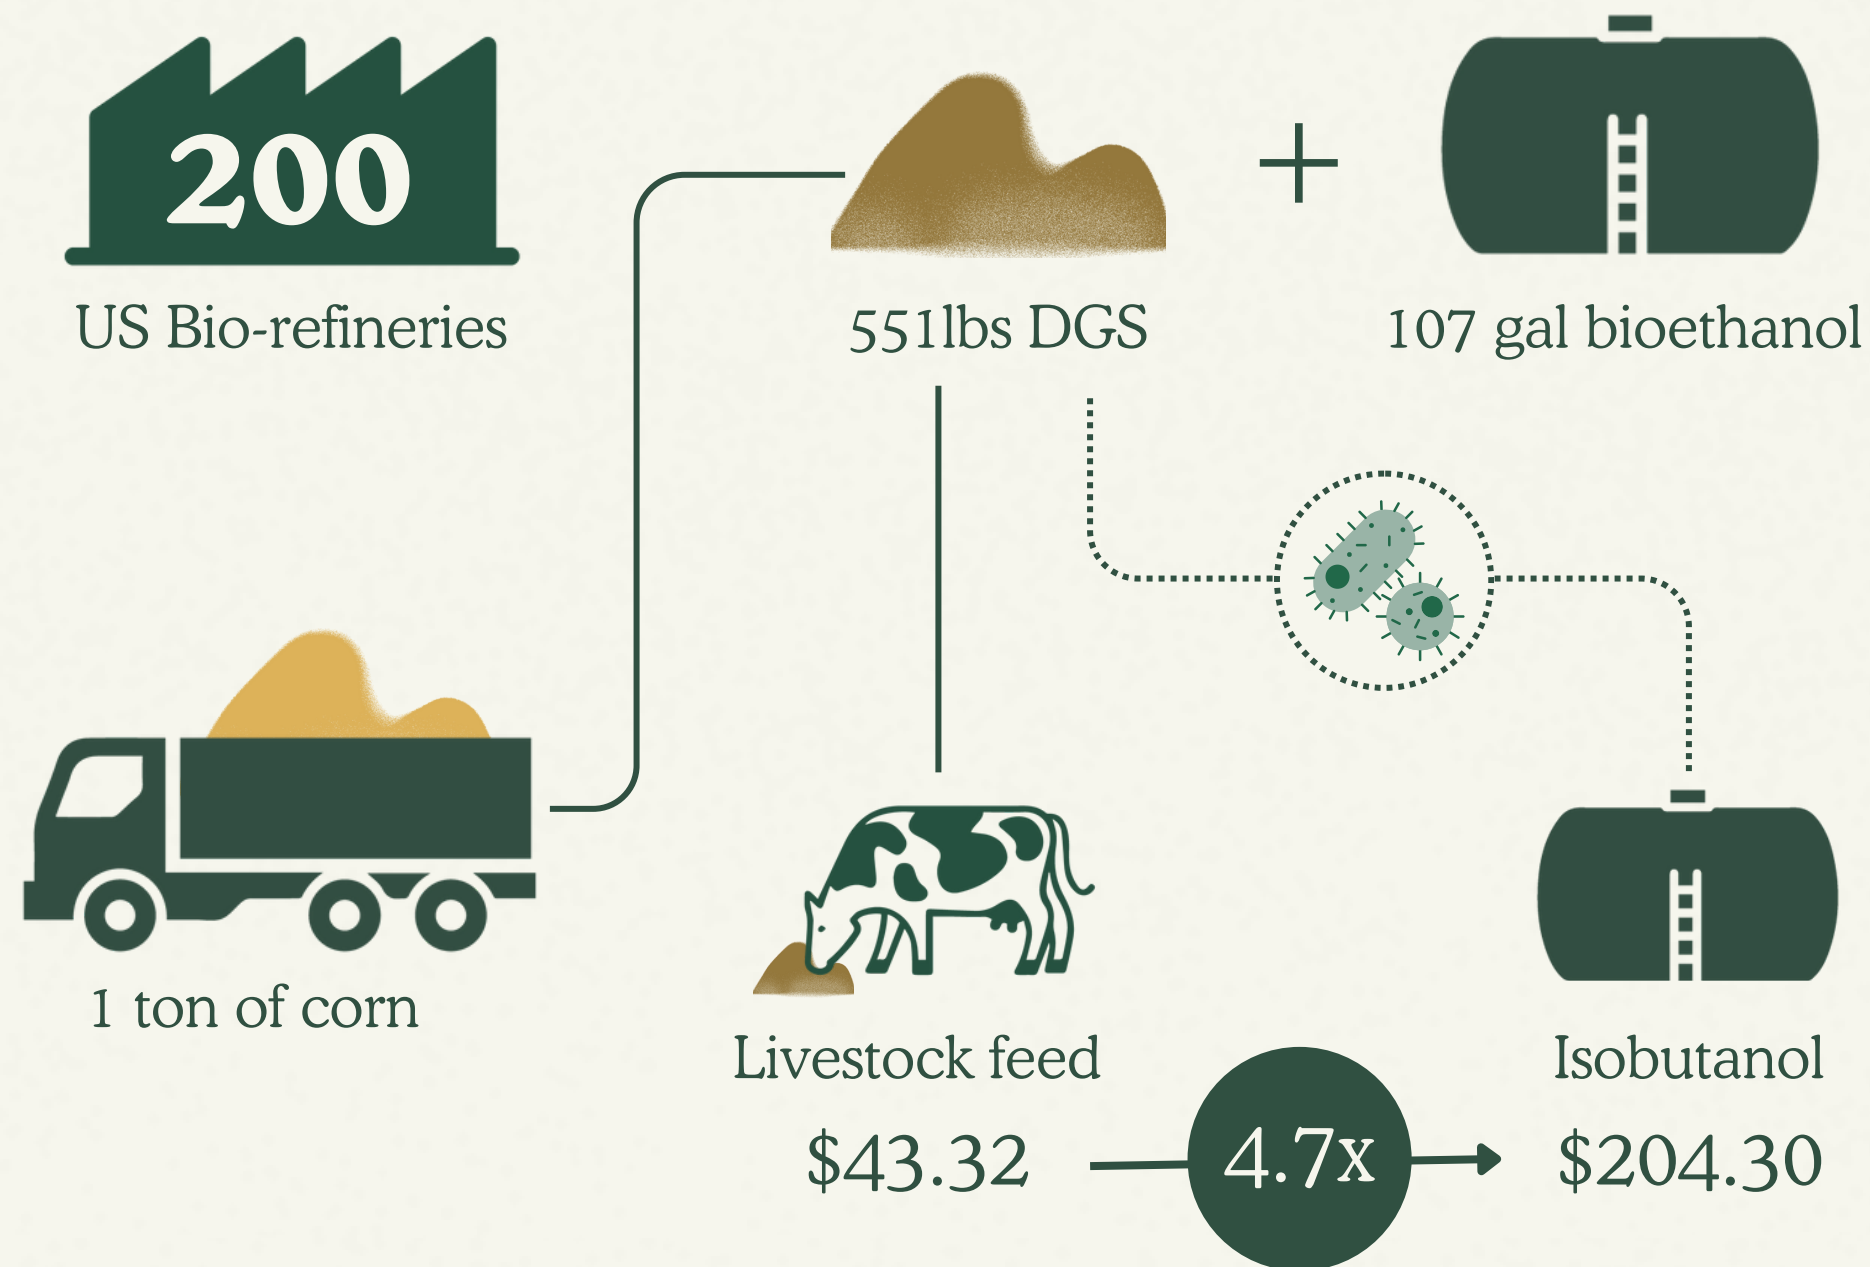 200
US Bio-refineries
551lbs DGS
+
107 gal bioethanol
1 ton of corn
Livestock feed
$43.32
4.7x
Isobutanol
$204.30